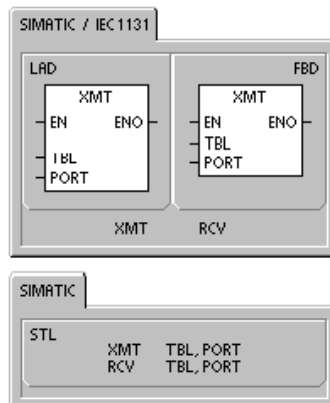 SIMATIC / IEC1131
LAD
FBD
XMT
EN ENO
TBL
PORT
XMT
EN ENO
TBL
PORT
XMT RCV
SIMATIC
STL
XMT TBL, PORT
RCV TBL, PORT